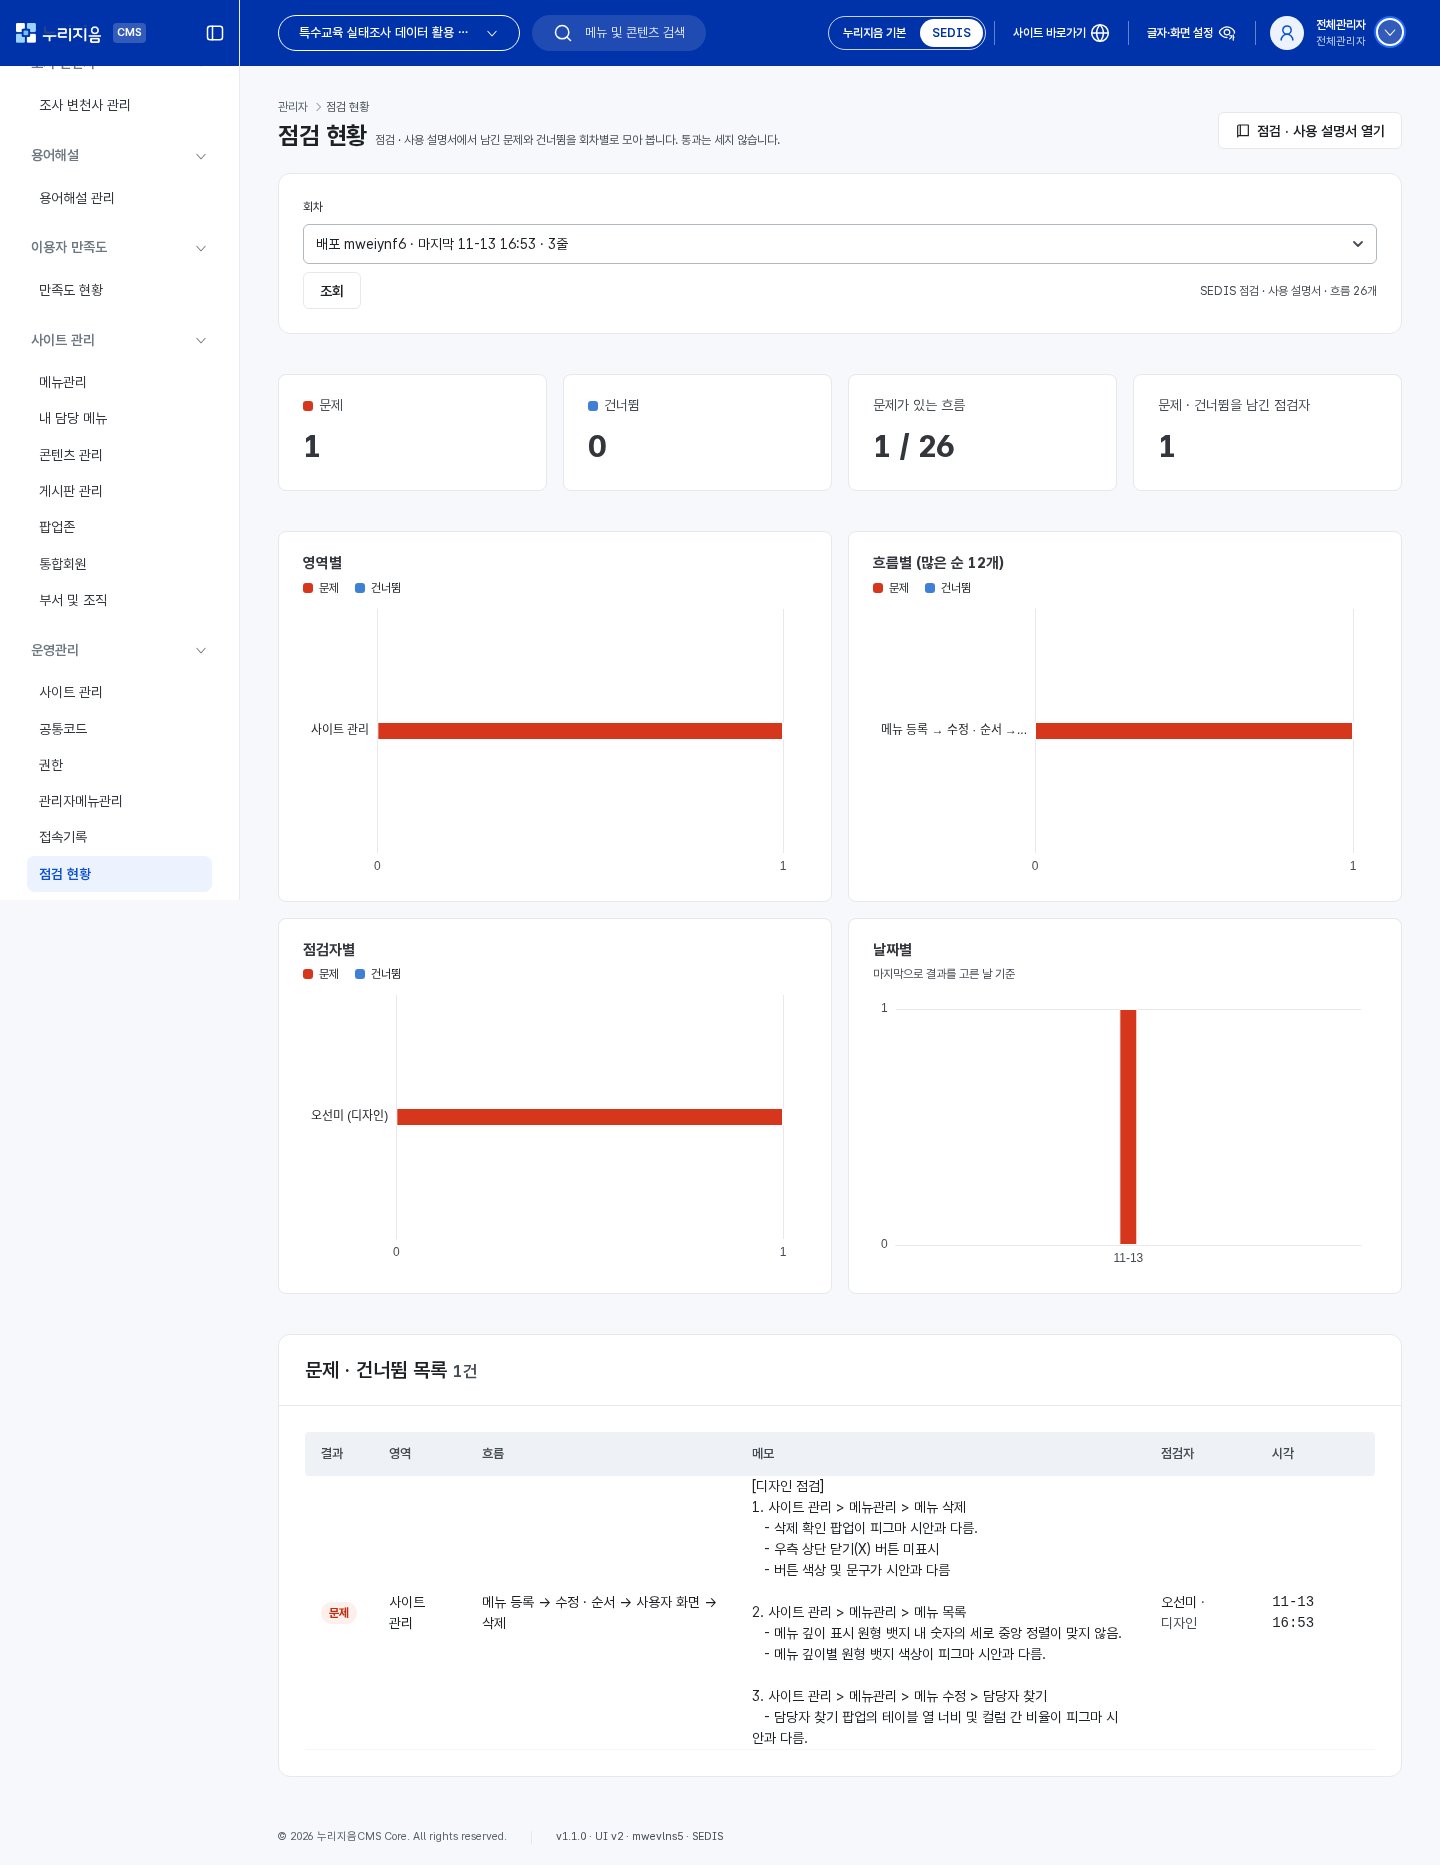 누리지음 CMS
특수교육 실태조사 데이터 활용 …
메뉴 및 콘텐츠 검색
누리지음 기본
SEDIS
사이트 바로가기
글자·화면 설정
전체관리자
전체관리자
조사 변천사 관리
용어해설
용어해설 관리
이용자 만족도
만족도 현황
사이트 관리
메뉴관리
내 담당 메뉴
콘텐츠 관리
게시판 관리
팝업존
통합회원
부서 및 조직
운영관리
사이트 관리
공통코드
권한
관리자메뉴관리
접속기록
점검 현황
관리자 > 점검 현황
점검 현황 점검 · 사용 설명서에서 남긴 문제와 건너뜀을 회차별로 모아 봅니다. 통과는 세지 않습니다.
점검 · 사용 설명서 열기
회차
배포 mweiynf6 · 마지막 11-13 16:53 · 3줄
조회
SEDIS 점검 · 사용 설명서 · 흐름 26개
문제
1
건너뜀
0
문제가 있는 흐름
1 / 26
문제 · 건너뜀을 남긴 점검자
1
영역별
문제 건너뜀
사이트 관리
0 1
흐름별 (많은 순 12개)
문제 건너뜀
메뉴 등록 → 수정 · 순서 →…
0 1
점검자별
문제 건너뜀
오선미 (디자인)
0 1
날짜별
마지막으로 결과를 고른 날 기준
1
0
11-13
문제 · 건너뜀 목록 1건
결과 영역 흐름 메모 점검자 시각
문제
사이트
관리
메뉴 등록 → 수정 · 순서 → 사용자 화면 →
삭제
[디자인 점검]
1. 사이트 관리 > 메뉴관리 > 메뉴 삭제
- 삭제 확인 팝업이 피그마 시안과 다름.
- 우측 상단 닫기(X) 버튼 미표시
- 버튼 색상 및 문구가 시안과 다름
2. 사이트 관리 > 메뉴관리 > 메뉴 목록
- 메뉴 깊이 표시 원형 뱃지 내 숫자의 세로 중앙 정렬이 맞지 않음.
- 메뉴 깊이별 원형 뱃지 색상이 피그마 시안과 다름.
3. 사이트 관리 > 메뉴관리 > 메뉴 수정 > 담당자 찾기
- 담당자 찾기 팝업의 테이블 열 너비 및 컬럼 간 비율이 피그마 시
안과 다름.
오선미 ·
디자인
11-13
16:53
© 2026 누리지음CMS Core. All rights reserved.
v1.1.0 · UI v2 · mwevlns5 · SEDIS